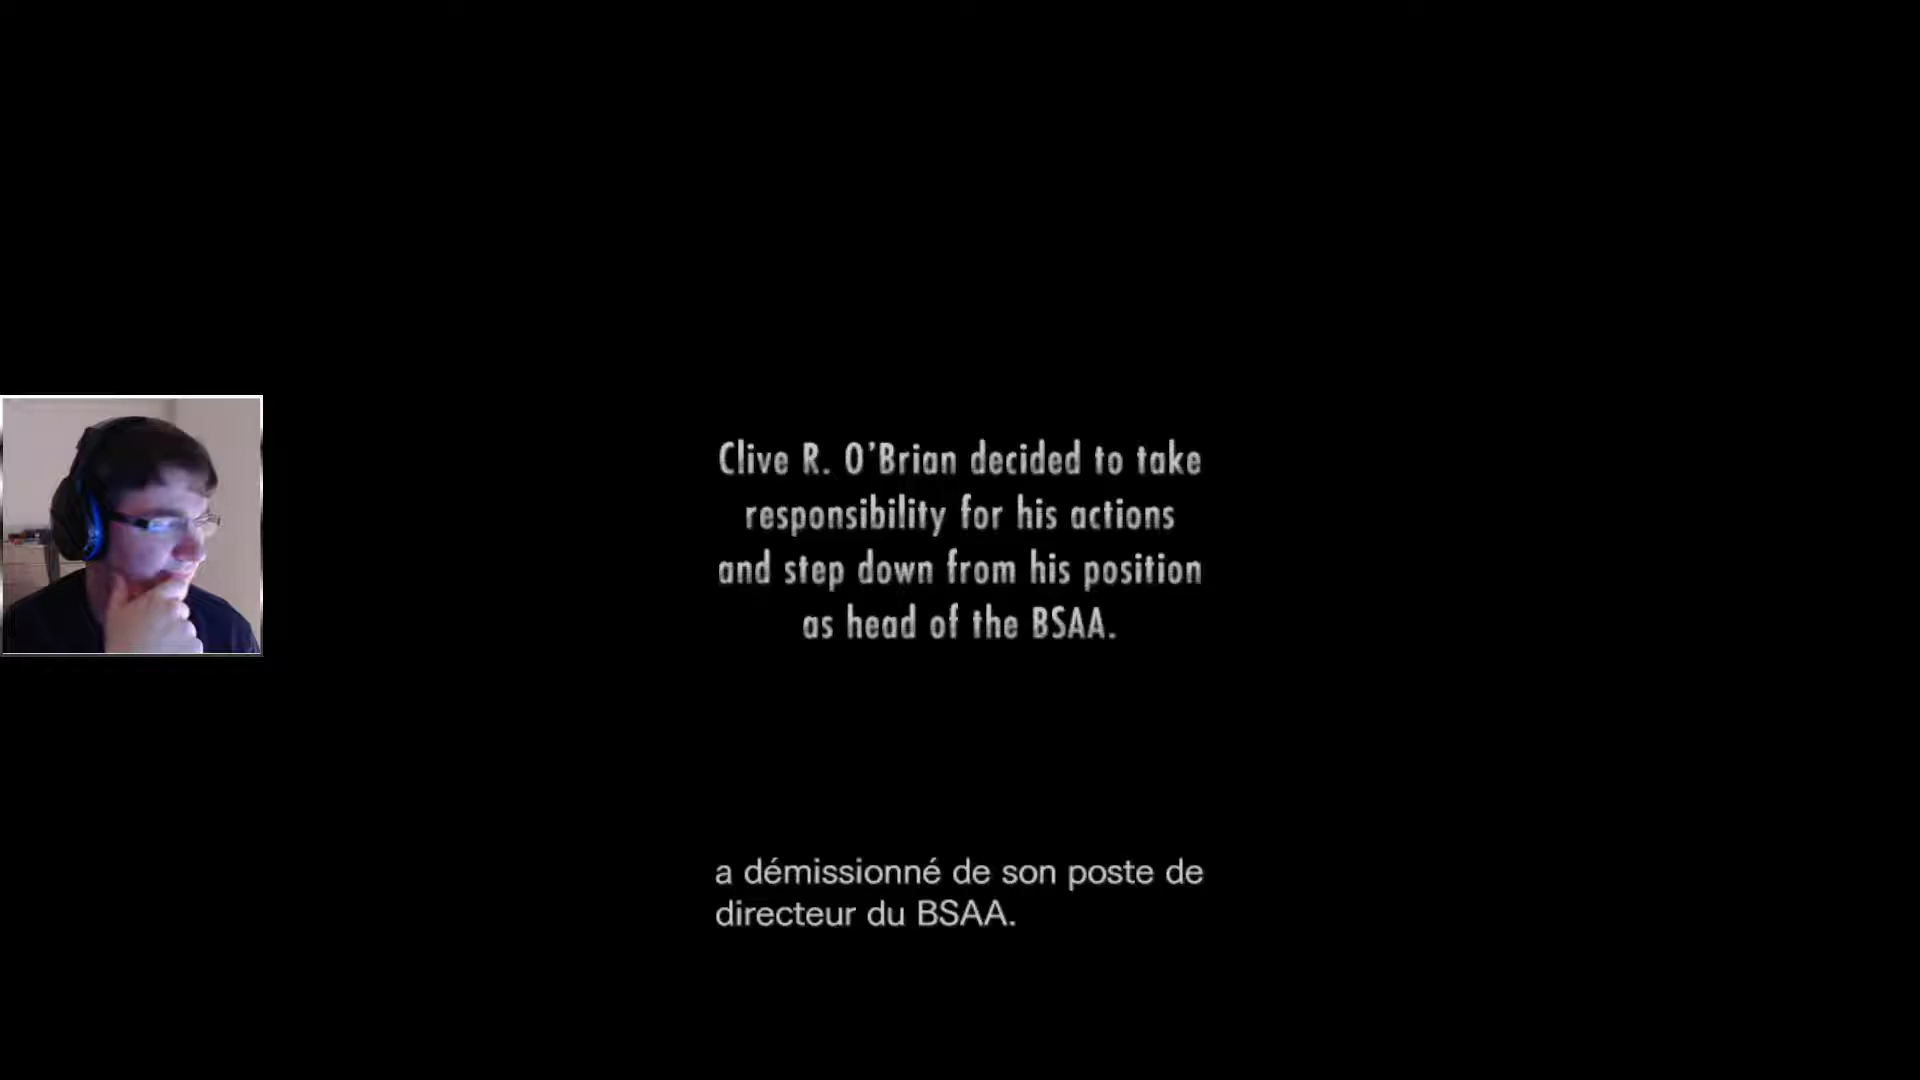 Clive R. O'Brian decided to take
responsibility for his actions
and step down from his position
as head of the BSAA.
a démissionné de son poste de
directeur du BSAA.